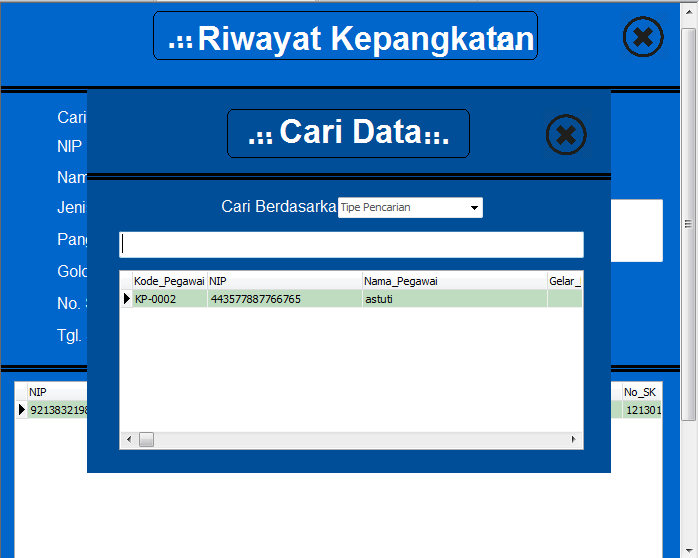 .:: Riwayat Kepangkatan
.:: Cari Data::.
Cari
NIP
Nam
Jeni
Pang
Golo
No. S
Tgl.
Cari Berdasarka
Tipe Pencarian
Kode_Pegawai NIP Nama_Pegawai Gelar_
KP-0002 443577887766765 astuti
NIP No_SK
9213832198 121301